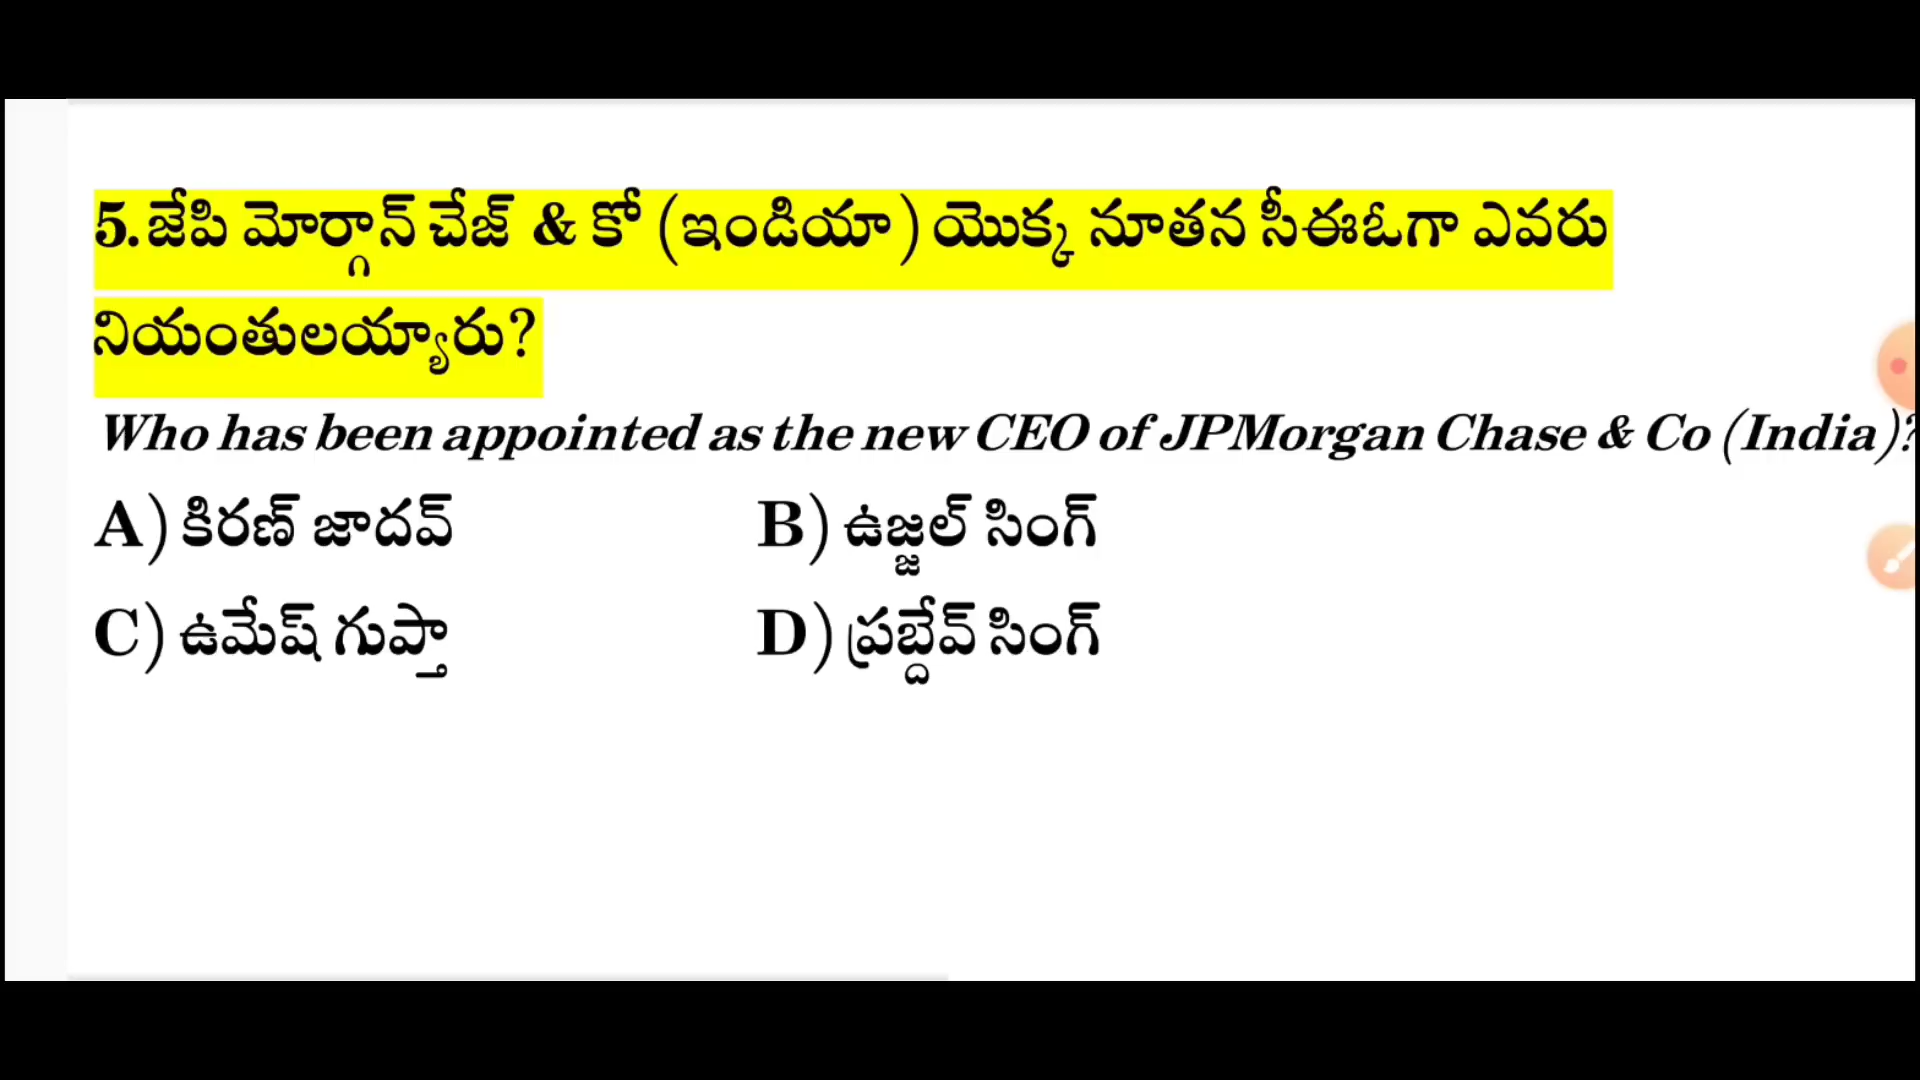 5.జేపి మోర్గాన్ చేజ్ & కో (ఇండియా) యొక్క నూతన సీఈఓగా ఎవరు
నియంతులయ్యారు?
Who has been appointed as the new CEO of JPMorgan Chase & Co (India)?
A) కిరణ్ జాదవ్ B) ఉజ్జల్ సింగ్
C) ఉమేష్ గుప్తా D) ప్రబ్దేవ్ సింగ్